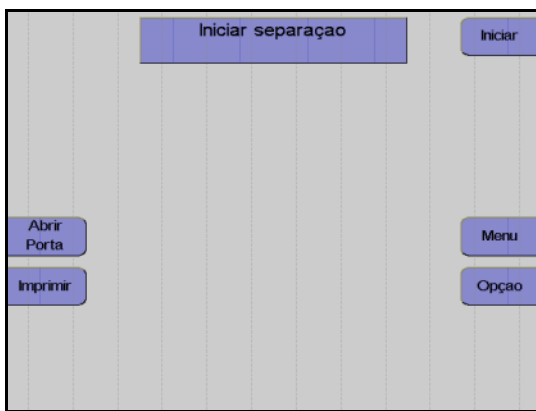 Iniciar separaçao
Iniciar
Abrir
Porta
Menu
Imprimir
Opçao